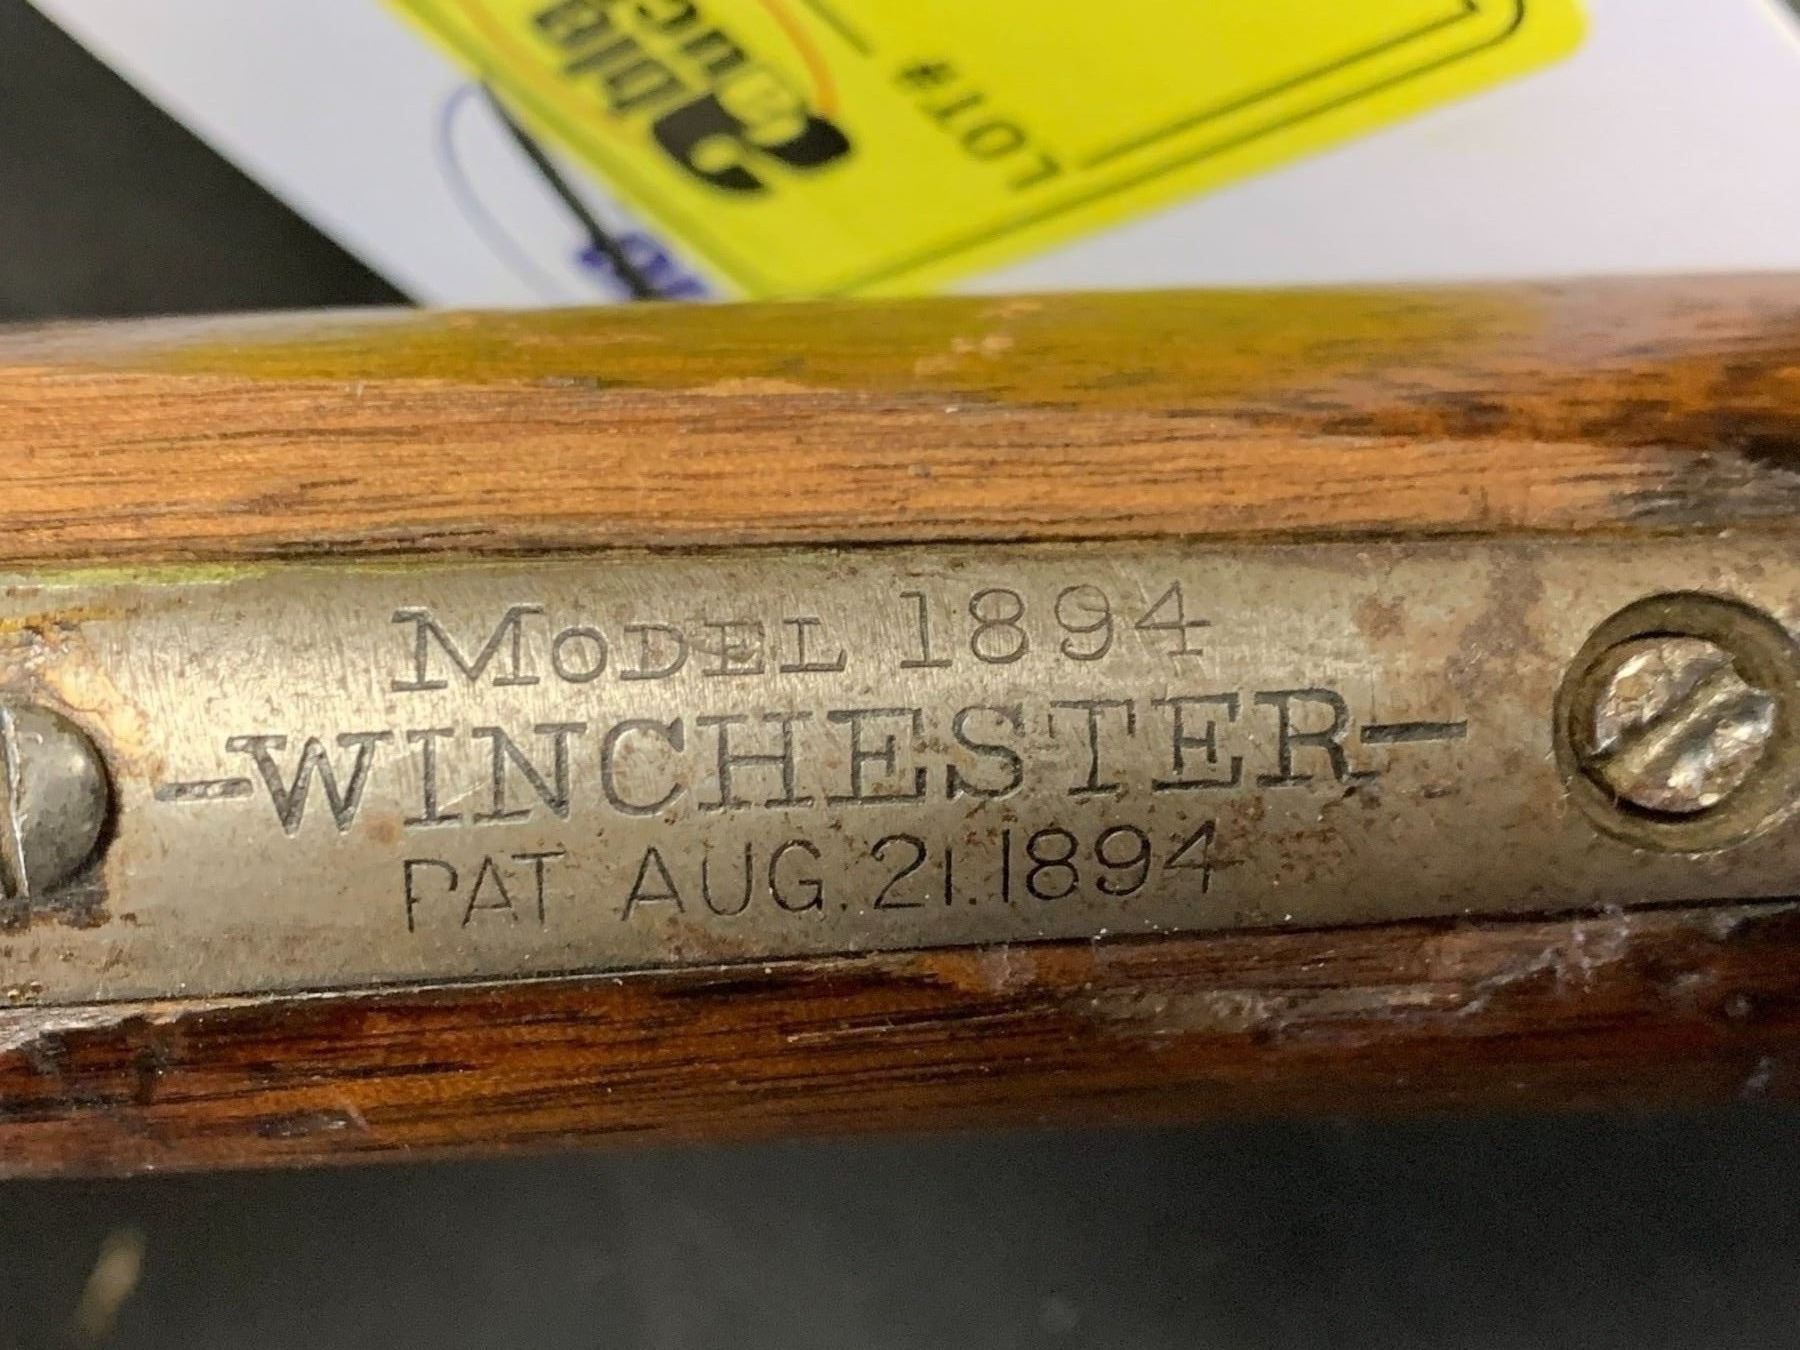 LOT#
MODEL 1894
-WINCHESTER-
PAT AUG. 21. 1894